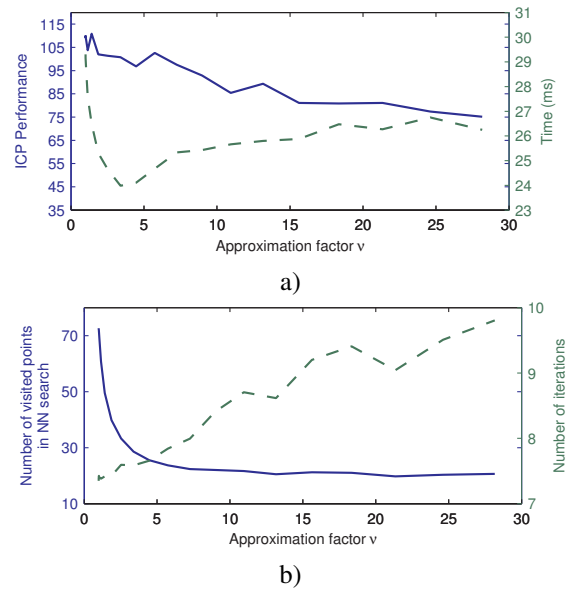 115
105
95
85
75
65
55
45
35
ICP Performance
31
30
29
28
27
26
25
24
23
Time (ms)
0 5 10 15 20 25 30
Approximation factor ν
a)
70
50
30
10
Number of visited points
in NN search
10
9
8
7
Number of iterations
0 5 10 15 20 25 30
Approximation factor ν
b)